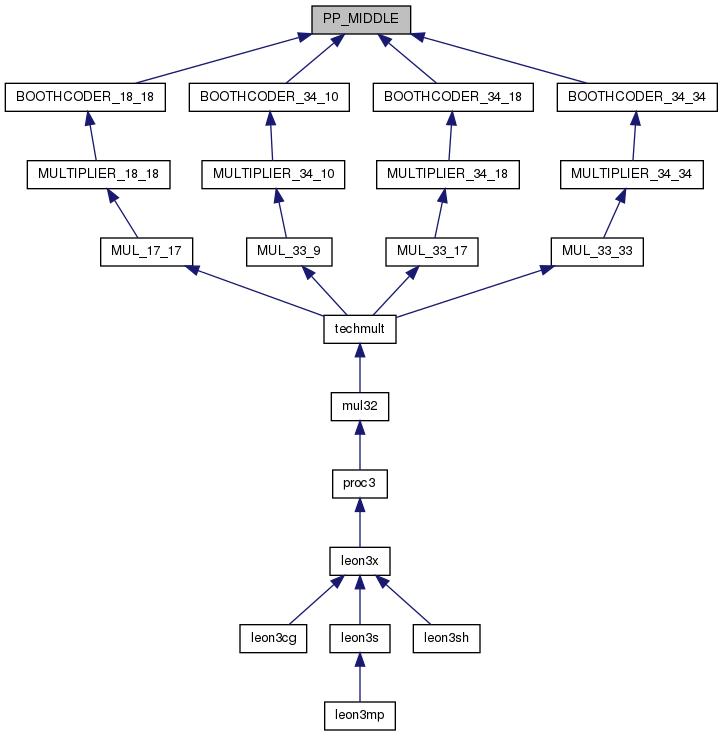 PP_MIDDLE
BOOTHCODER_18_18
BOOTHCODER_34_10
BOOTHCODER_34_18
BOOTHCODER_34_34
MULTIPLIER_18_18
MULTIPLIER_34_10
MULTIPLIER_34_18
MULTIPLIER_34_34
MUL_17_17
MUL_33_9
MUL_33_17
MUL_33_33
techmult
mul32
proc3
leon3x
leon3cg
leon3s
leon3sh
leon3mp